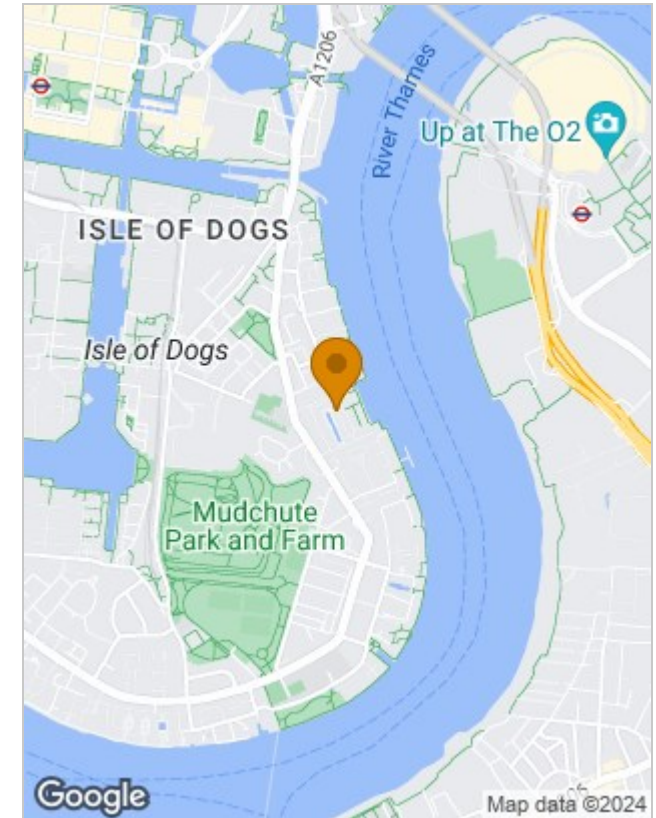 A1206
River Thames
Up at The O2
ISLE OF DOGS
Isle of Dogs
Mudchute
Park and Farm
Google
Map data ©2024